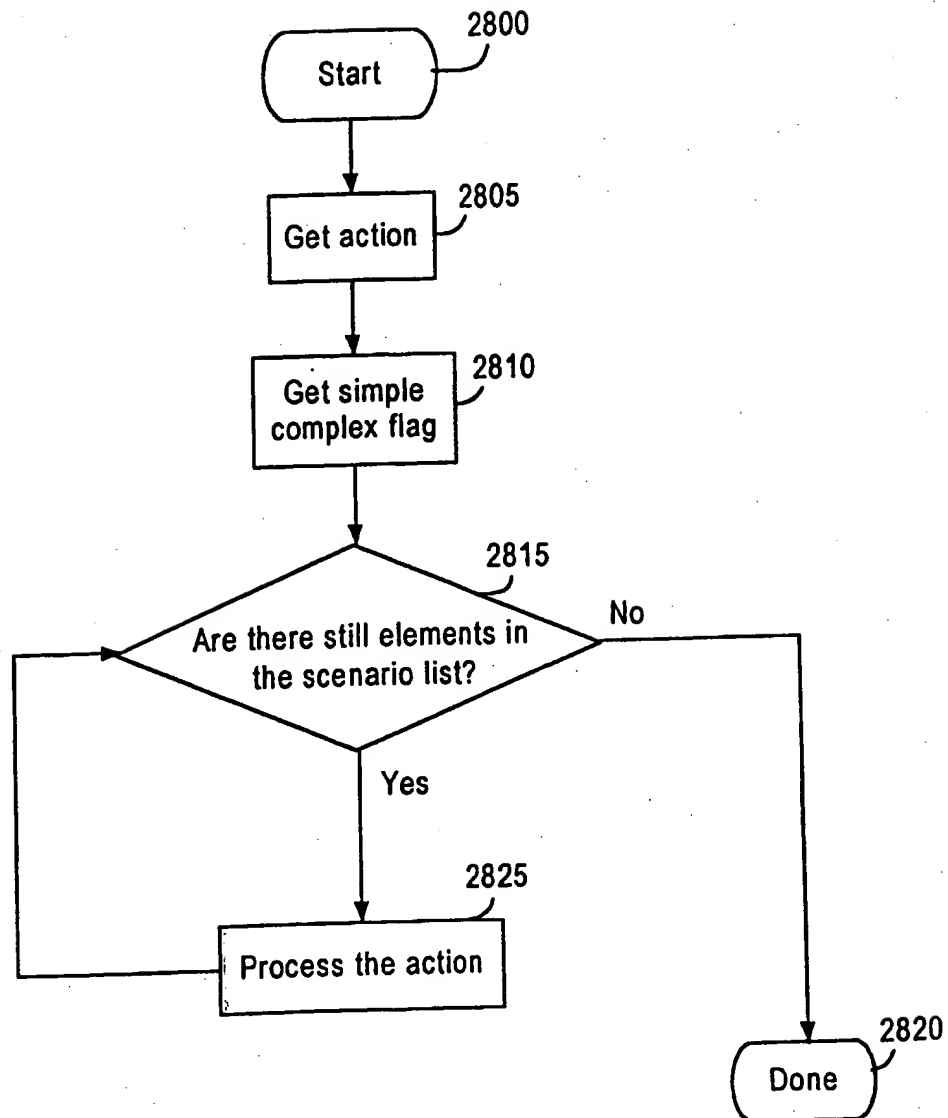 2800
Start
2805
Get action
2810
Get simple
complex flag
2815
Are there still elements in
the scenario list?
No
Yes
2825
Process the action
2820
Done